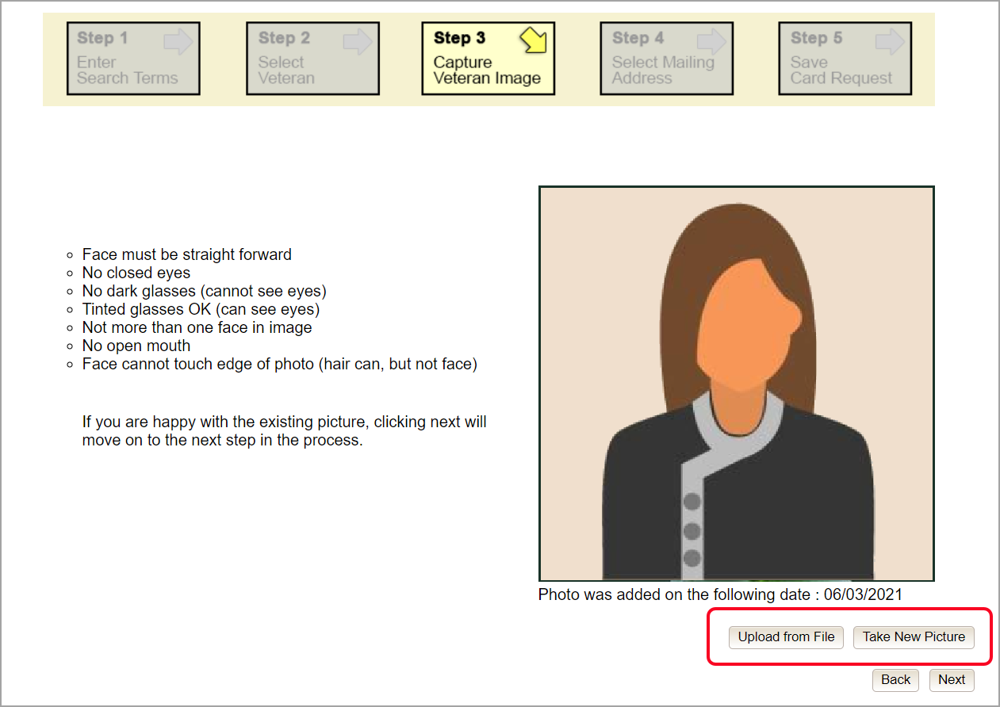 Step 1
Enter
Search Terms
Step 2
Select
Veteran
Step 3
Capture
Veteran Image
Step 4
Select Mailing
Address
Step 5
Save
Card Request
Face must be straight forward
No closed eyes
No dark glasses (cannot see eyes)
Tinted glasses OK (can see eyes)
Not more than one face in image
No open mouth
Face cannot touch edge of photo (hair can, but not face)
If you are happy with the existing picture, clicking next will
move on to the next step in the process.
Photo was added on the following date : 06/03/2021
Upload from File
Take New Picture
Back
Next